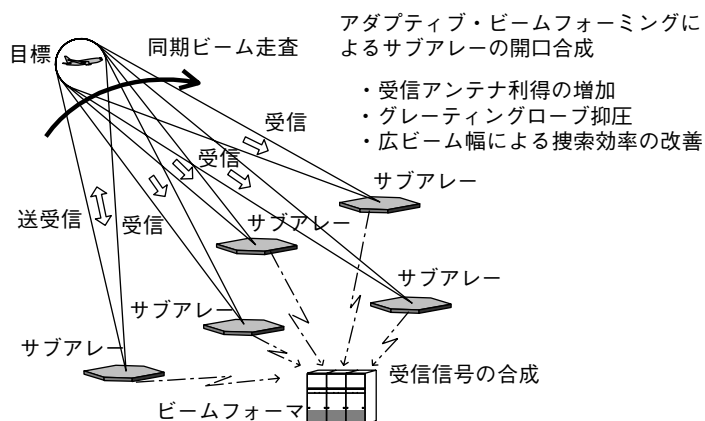 アダプティブ・ビームフォーミングに
よるサブアレーの開口合成
・受信アンテナ利得の増加
・グレーティングローブ抑圧
・広ビーム幅による捜索効率の改善
目標
同期ビーム走査
受信
受信
サブアレー
送受信
受信
サブアレー
サブアレー
サブアレー
サブアレー
受信信号の合成
ビームフォーマ